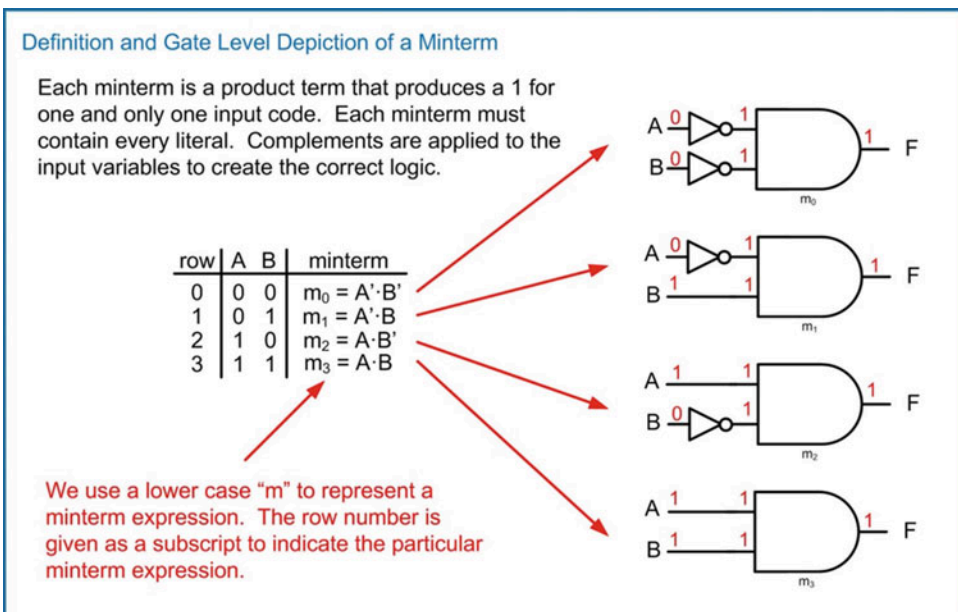 Definition and Gate Level Depiction of a Minterm
Each minterm is a product term that produces a 1 for
one and only one input code. Each minterm must
contain every literal. Complements are applied to the
input variables to create the correct logic.
row A B minterm
0 0 0 m₀ = A'·B'
1 0 1 m₁ = A'·B
2 1 0 m₂ = A·B'
3 1 1 m₃ = A·B
We use a lower case “m” to represent a
minterm expression. The row number is
given as a subscript to indicate the particular
minterm expression.
A 0 1
B 0 1
1 F
m₀
A 0 1
B 1 1
1 F
m₁
A 1 1
B 0 1
1 F
m₂
A 1 1
B 1 1
1 F
m₃